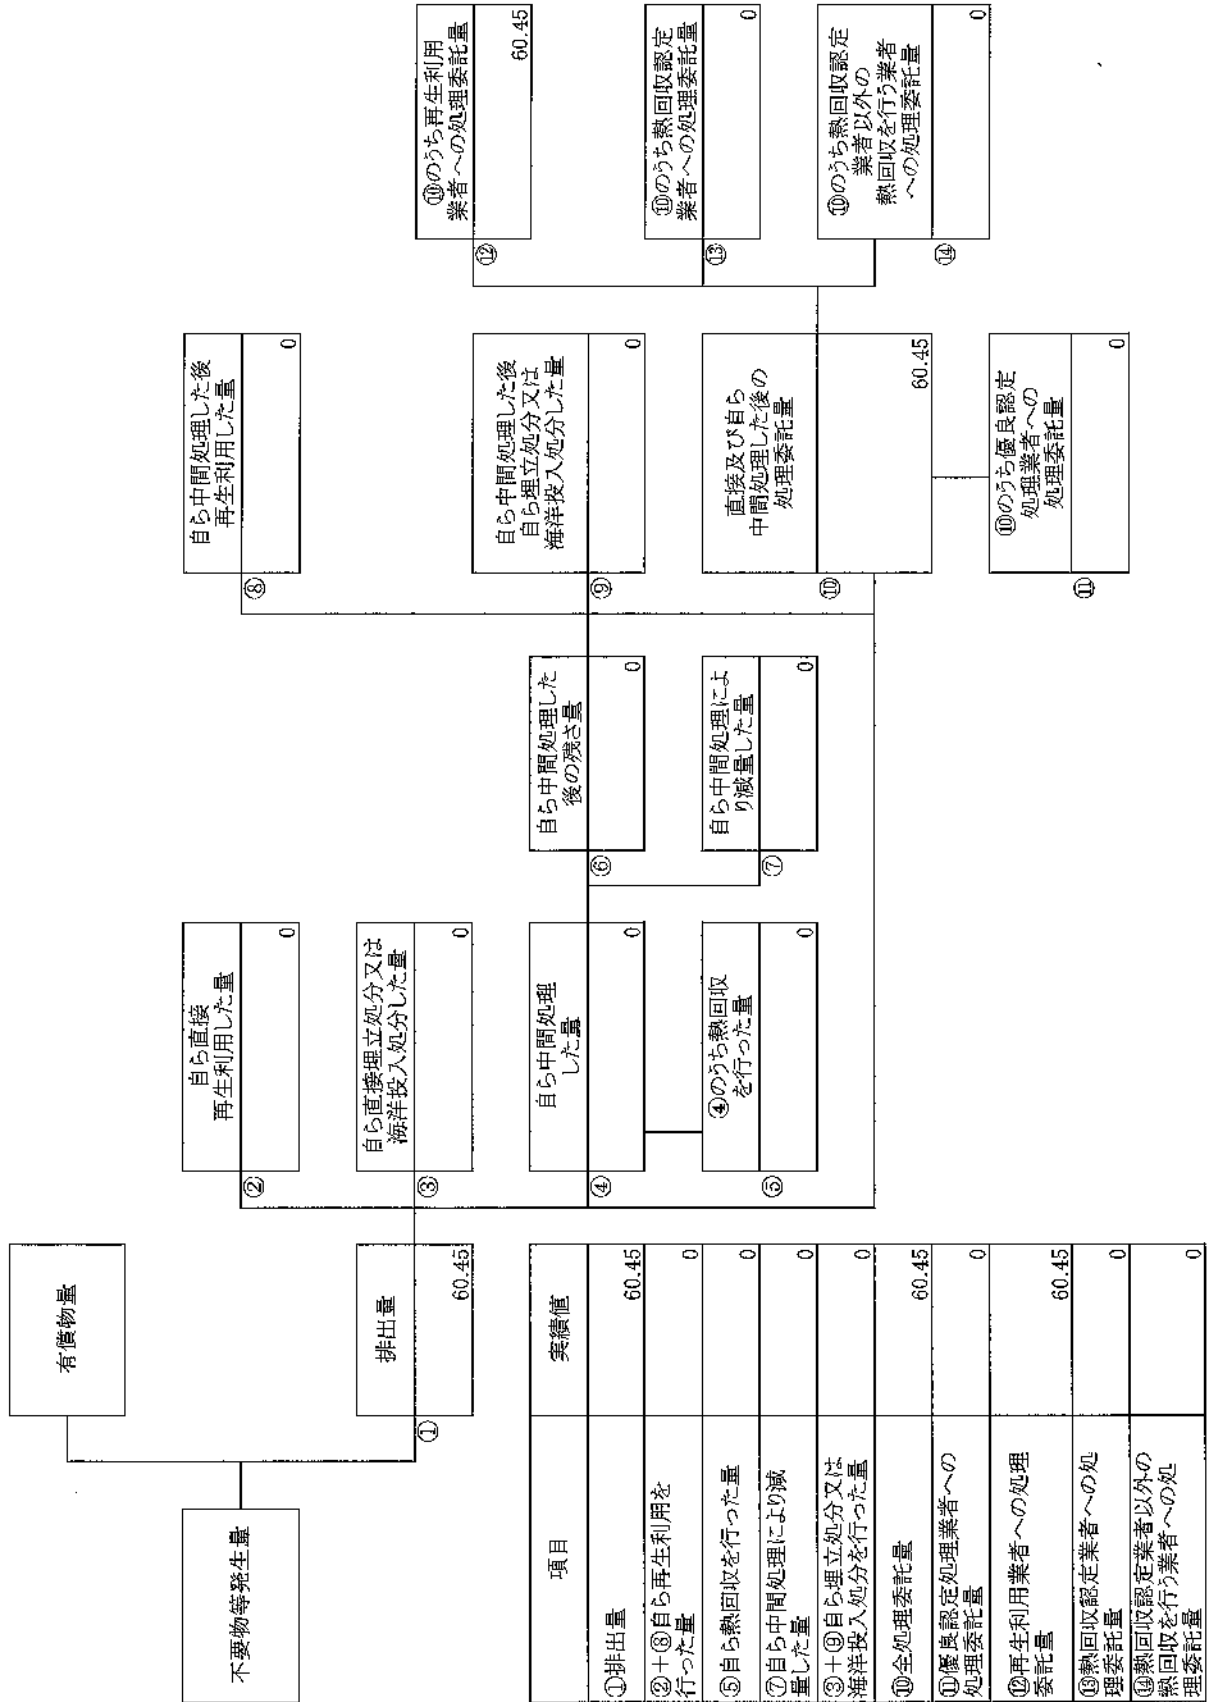 有償物量
不要物等発生量
①
排出量
60.45
②
自ら直接
再生利用した量
0
③
自ら直接埋立処分又は
海洋投入処分した量
0
④
自ら中間処理
した量
0
⑤
④のうち熱回収
を行った量
0
⑥
自ら中間処理した
後の残さ量
0
⑦
自ら中間処理によ
り減量した量
0
⑧
自ら中間処理した後
再生利用した量
0
⑨
自ら中間処理した後
自ら埋立処分又は
海洋投入処分した量
0
⑩
直接及び自ら
中間処理した後の
処理委託量
60.45
⑪
⑩のうち優良認定
処理業者への
処理委託量
0
⑫
⑩のうち再生利用
業者への処理委託量
60.45
⑬
⑩のうち熱回収認定
業者への処理委託量
0
⑭
⑩のうち熱回収認定
業者以外の
熱回収を行う業者
への処理委託量
0
項目
実績値
①排出量
60.45
②+⑧自ら再生利用を
行った量
0
⑤自ら熱回収を行った量
0
⑦自ら中間処理により減
量した量
0
③+⑨自ら埋立処分又は
海洋投入処分を行った量
0
⑩全処理委託量
60.45
⑪優良認定処理業者への
処理委託量
0
⑫再生利用業者への処理
委託量
60.45
⑬熱回収認定業者への処
理委託量
0
⑭熱回収認定業者以外の
熱回収を行う業者への処
理委託量
0